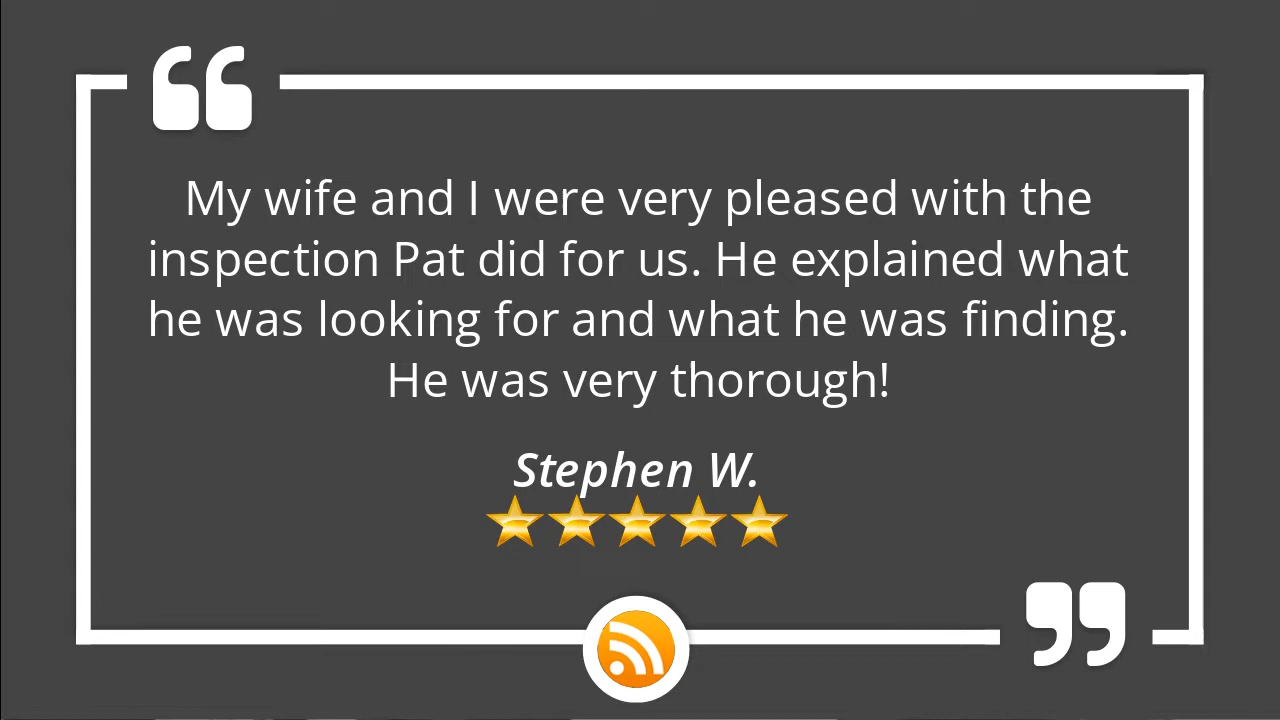 My wife and I were very pleased with the
inspection Pat did for us. He explained what
he was looking for and what he was finding.
He was very thorough!
Stephen W.